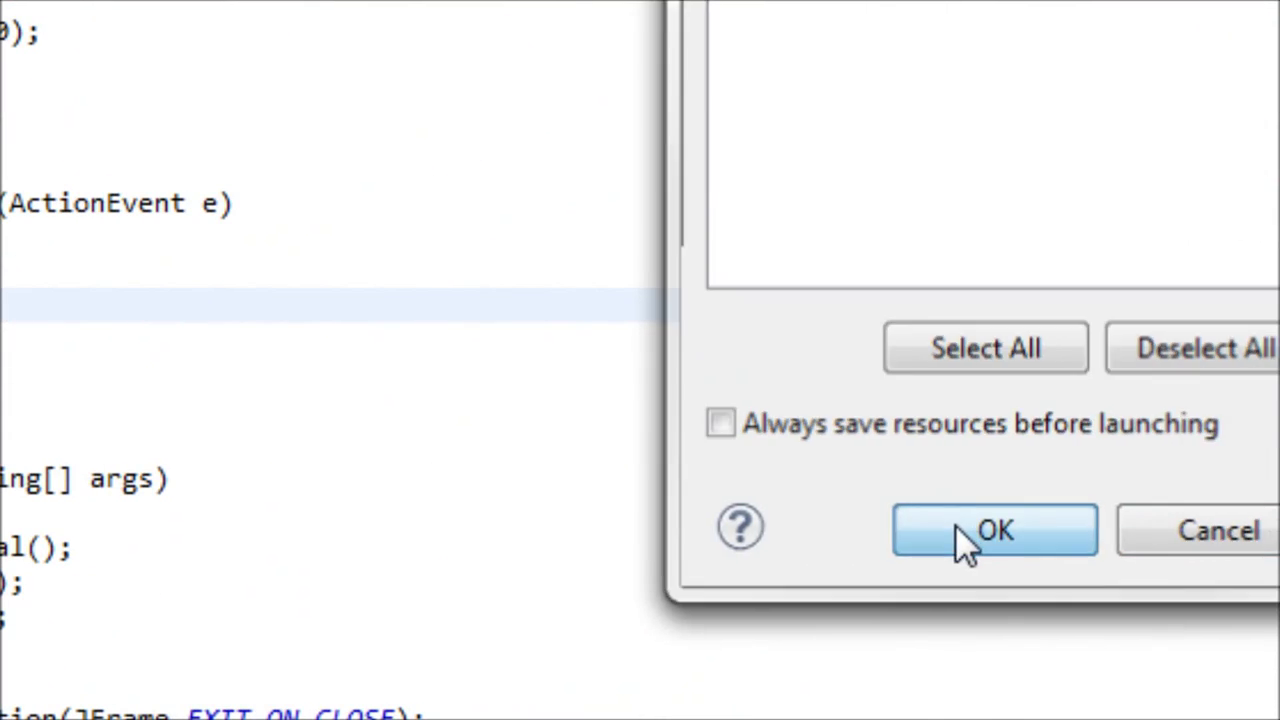 0);
(ActionEvent e)
Select All
Deselect All
Always save resources before launching
ing[] args)
?
OK
Cancel
al();
);
;
tion(JFrame.EXIT_ON_CLOSE);